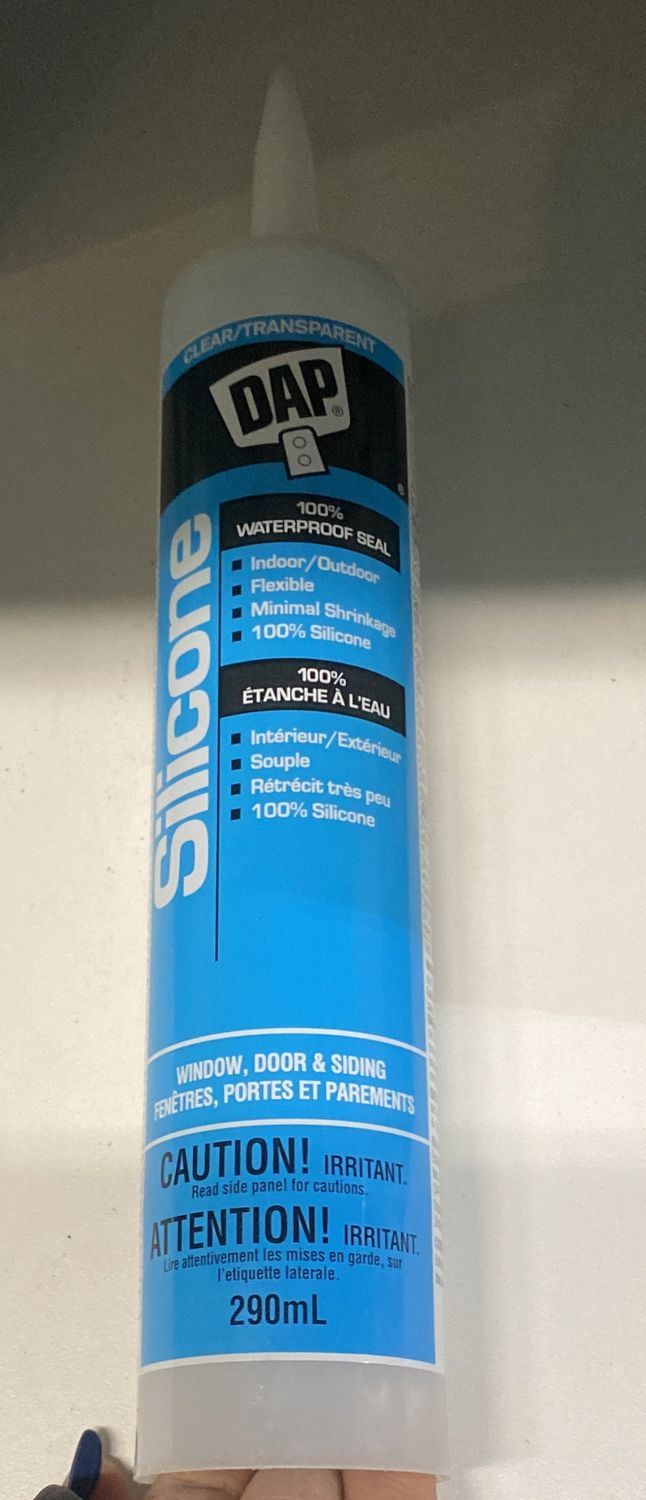 CLEAR/TRANSPARENT
DAP®
Silicone
100%
WATERPROOF SEAL
▪ Indoor/Outdoor
▪ Flexible
▪ Minimal Shrinkage
▪ 100% Silicone
100%
ÉTANCHE À L'EAU
▪ Intérieur/Extérieur
▪ Souple
▪ Rétrécit très peu
▪ 100% Silicone
WINDOW, DOOR & SIDING
FENÊTRES, PORTES ET PAREMENTS
CAUTION! IRRITANT.
Read side panel for cautions.
ATTENTION! IRRITANT.
Lire attentivement les mises en garde, sur
l'etiquette laterale.
290mL